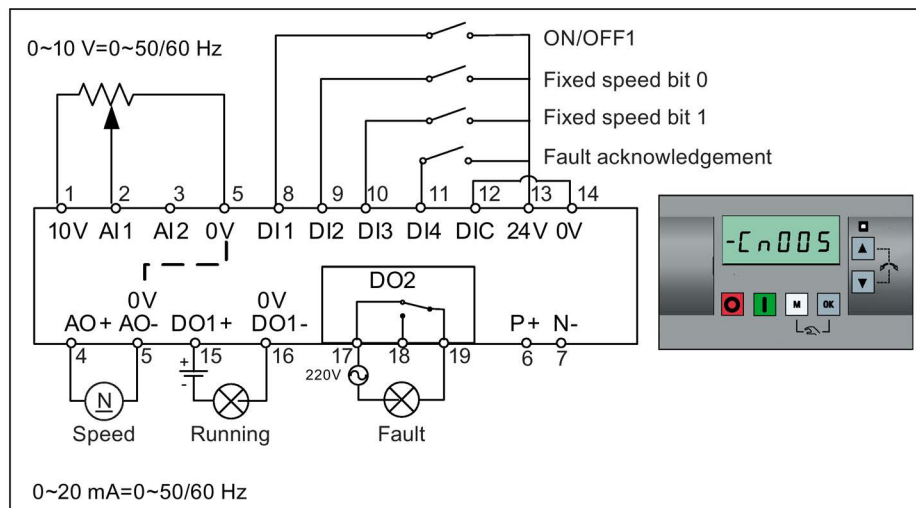 0~10 V=0~50/60 Hz
ON/OFF1
Fixed speed bit 0
Fixed speed bit 1
Fault acknowledgement
1 2 3 5 8 9 10 11 12 13 14
10V AI1 AI2 0V DI1 DI2 DI3 DI4 DIC 24V 0V
-Cn005
M OK
DO2
0V 0V
AO+ AO- DO1+ DO1- P+ N-
4 5 15 16 17 18 19 6 7
+
-
220V
N
Speed Running Fault
0~20 mA=0~50/60 Hz